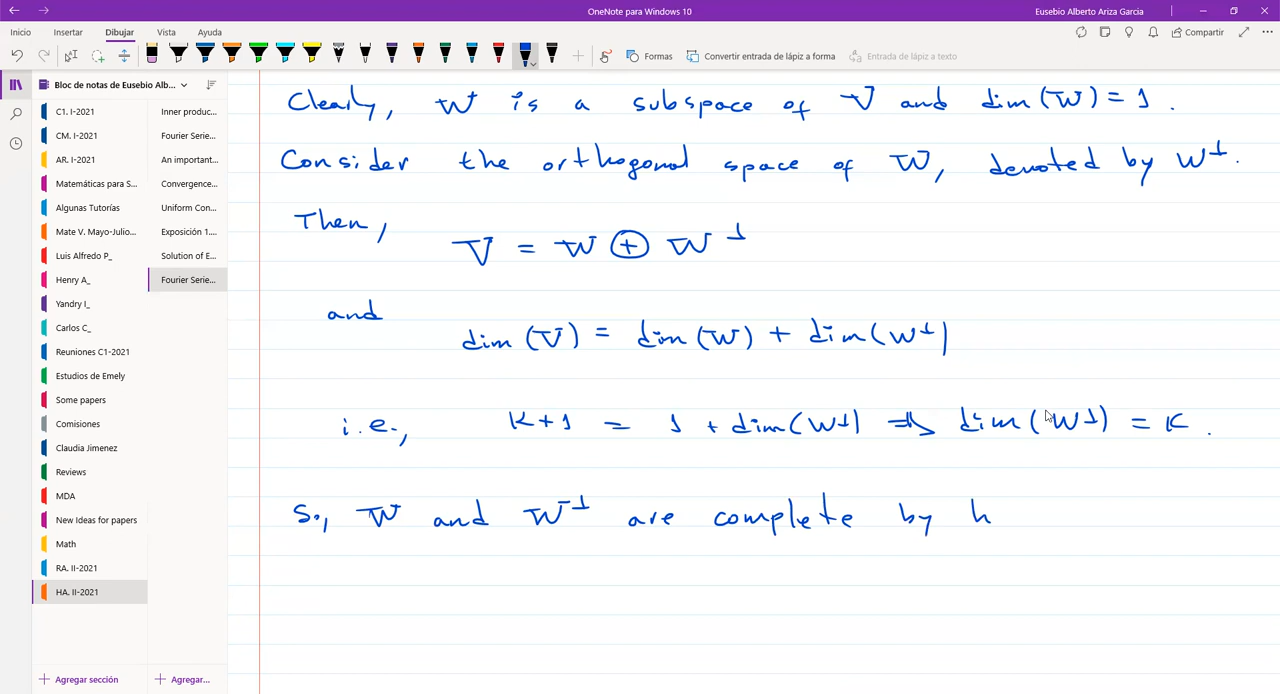 OneNote para Windows 10
Eusebio Alberto Ariza Garcia
Inicio Insertar Dibujar Vista Ayuda
Compartir
Formas Convertir entrada de lápiz a forma Entrada de lápiz a texto
Bloc de notas de Eusebio Alb...
C1. I-2021
CM. I-2021
AR. I-2021
Matemáticas para S...
Algunas Tutorías
Mate V. Mayo-Julio...
Luis Alfredo P_
Henry A_
Yandry I_
Carlos C_
Reuniones C1-2021
Estudios de Emely
Some papers
Comisiones
Claudia Jimenez
Reviews
MDA
New Ideas for papers
Math
RA. II-2021
HA. II-2021
Agregar sección
Inner produc...
Fourier Serie...
An important...
Convergence...
Uniform Con...
Exposición 1....
Solution of E...
Fourier Serie...
Agregar...
Clearly, W is a subspace of V and dim(W) = 1.
Consider the orthogonal space of W, denoted by W⊥.
Then,
V = W ⊕ W⊥
and
dim(V) = dim(W) + dim(W⊥)
i.e., K+1 = 1 + dim(W⊥) ⇒ dim(W⊥) = K.
So, W and W⊥ are complete by h